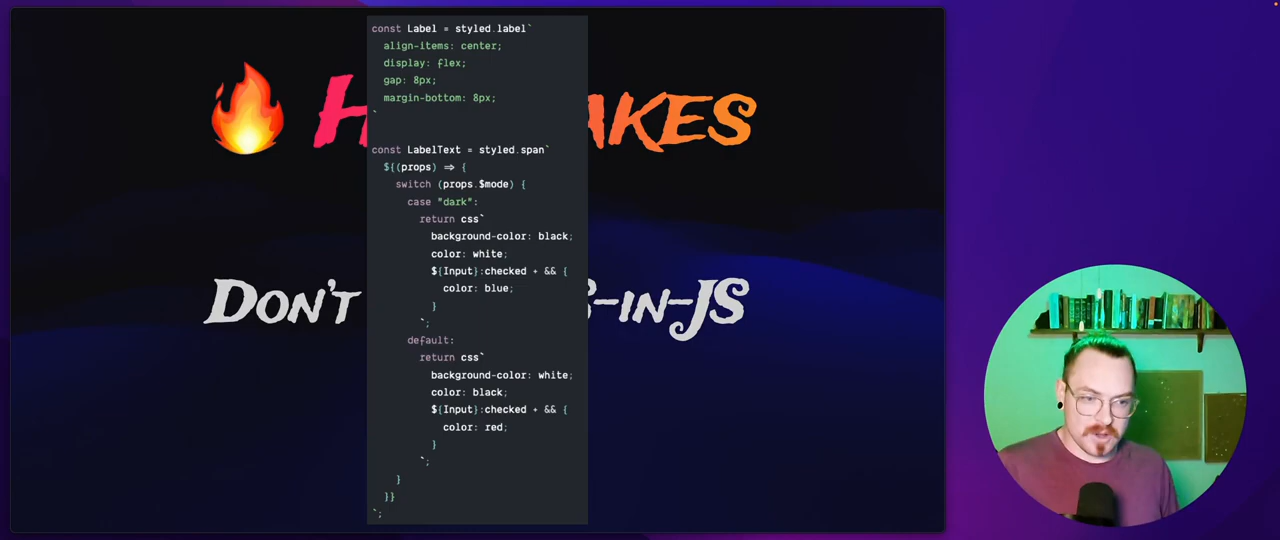 const Label = styled.label`
align-items: center;
display: flex;
gap: 8px;
margin-bottom: 8px;
`
H
AKES
const LabelText = styled.span`
${(props) => {
switch (props.$mode) {
case "dark":
return css`
background-color: black;
color: white;
${Input}:checked + && {
color: blue;
}
`;
DON'T
-IN-JS
default:
return css`
background-color: white;
color: black;
${Input}:checked + && {
color: red;
}
`;
}
}}
`;